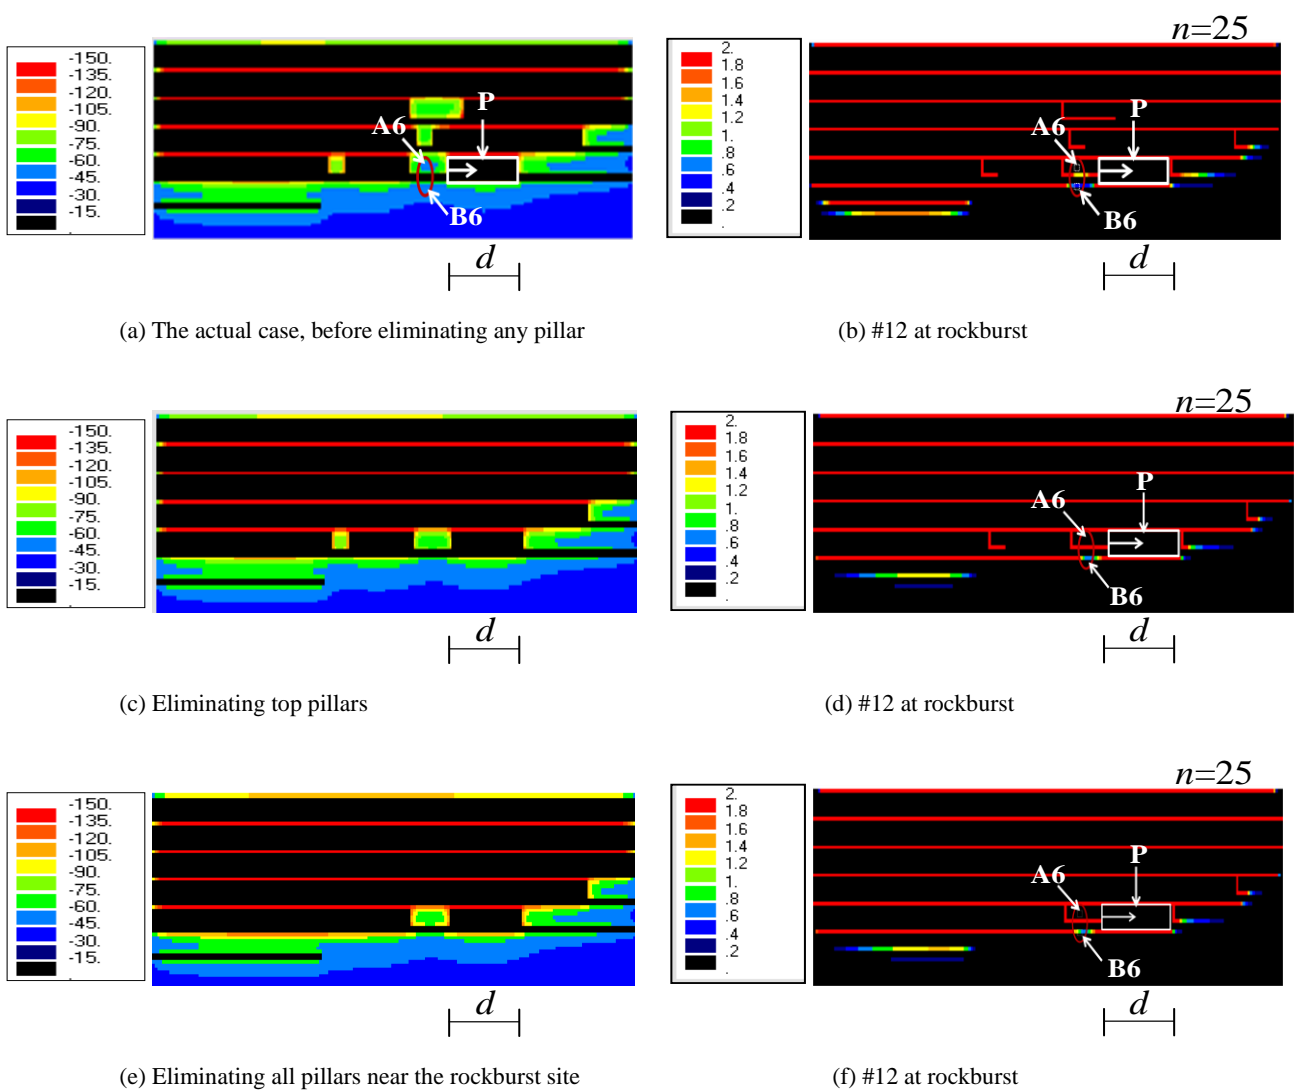 n=25
-150.
-135.
-120.
-105.
-90.
-75.
-60.
-45.
-30.
-15.
.
P
A6
B6
d
2.
1.8
1.6
1.4
1.2
1.
.8
.6
.4
.2
.
P
A6
B6
d
(a) The actual case, before eliminating any pillar
(b) #12 at rockburst
n=25
-150.
-135.
-120.
-105.
-90.
-75.
-60.
-45.
-30.
-15.
.
d
2.
1.8
1.6
1.4
1.2
1.
.8
.6
.4
.2
.
P
A6
B6
d
(c) Eliminating top pillars
(d) #12 at rockburst
n=25
-150.
-135.
-120.
-105.
-90.
-75.
-60.
-45.
-30.
-15.
.
d
2.
1.8
1.6
1.4
1.2
1.
.8
.6
.4
.2
.
P
A6
B6
d
(e) Eliminating all pillars near the rockburst site
(f) #12 at rockburst